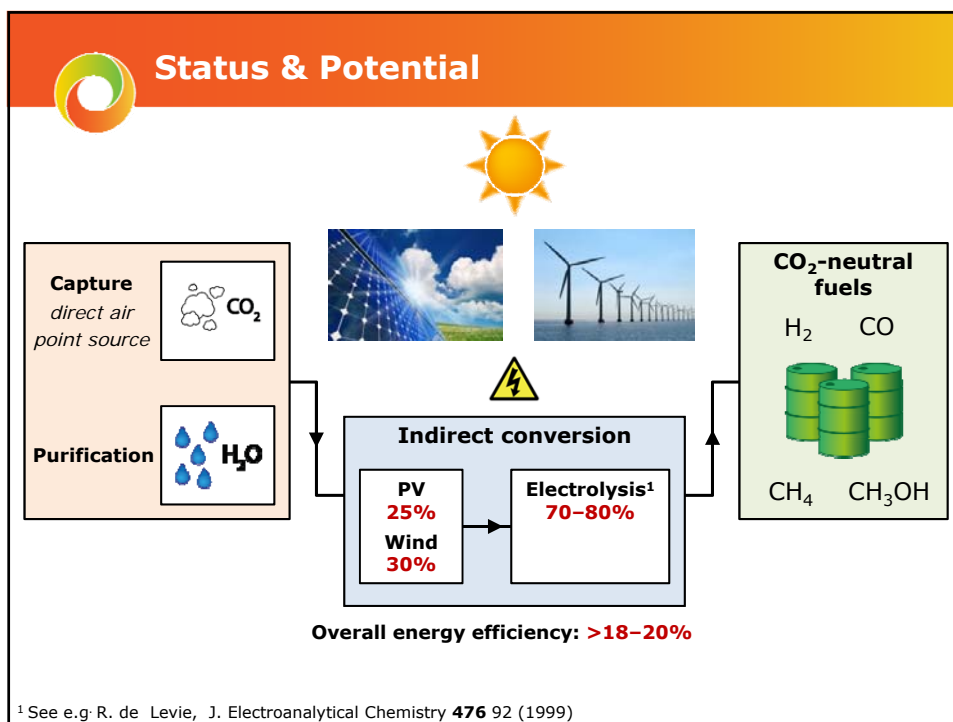 Status & Potential
Capture
direct air
point source
CO₂
Purification
H₂O
Indirect conversion
PV
25%
Wind
30%
Electrolysis¹
70–80%
Overall energy efficiency: >18–20%
CO₂-neutral
fuels
H₂ CO
CH₄ CH₃OH
¹ See e.g. R. de Levie, J. Electroanalytical Chemistry 476 92 (1999)